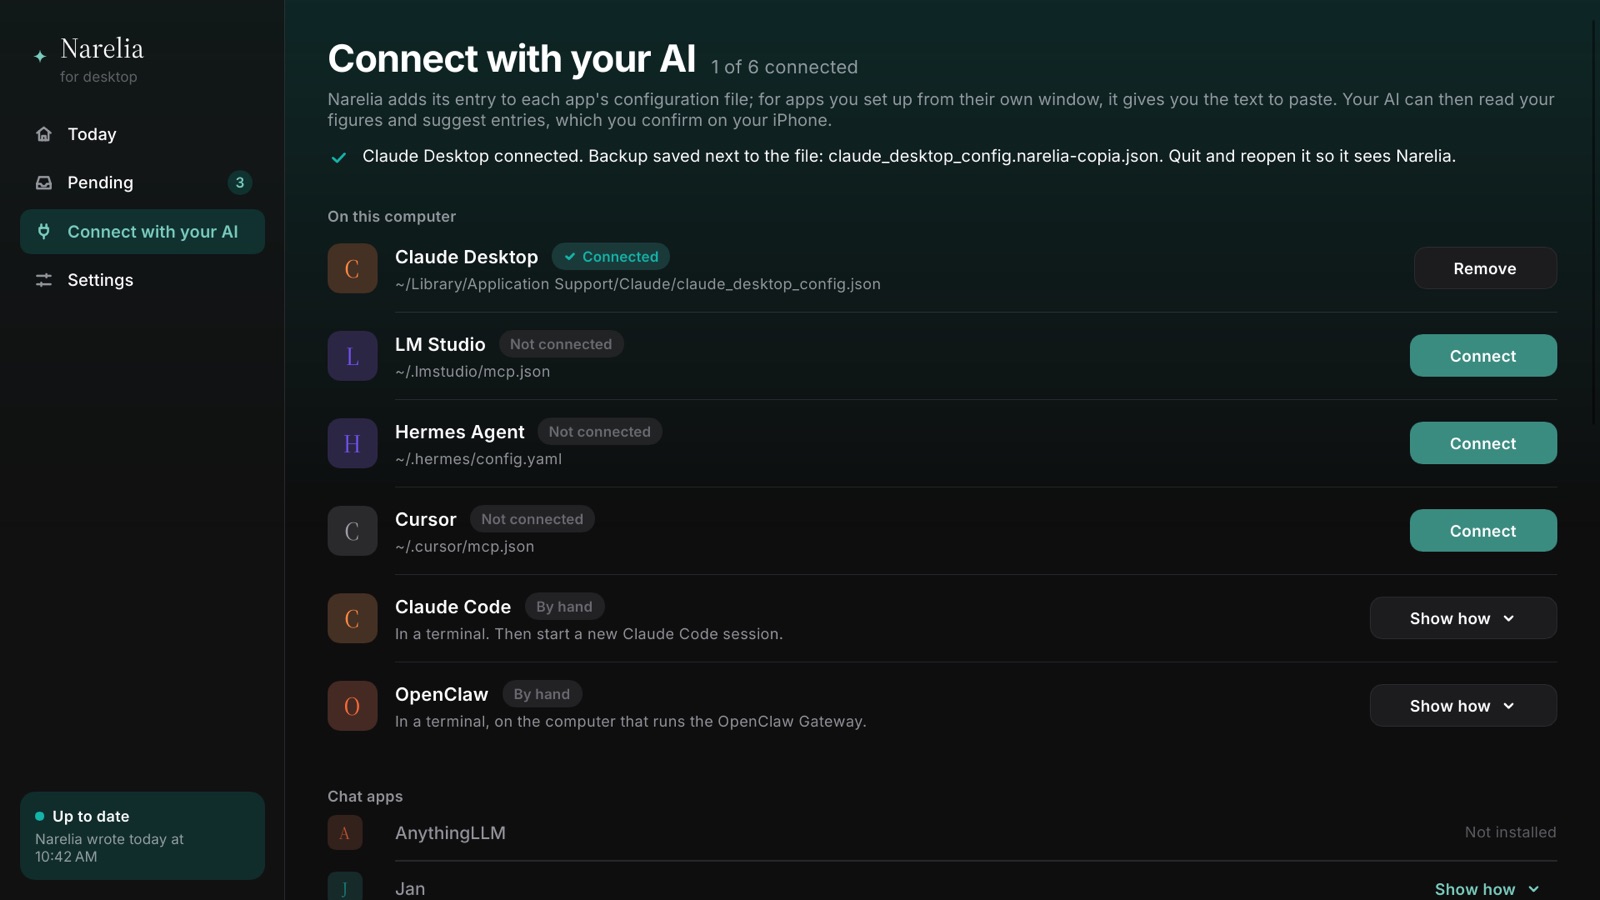 Narelia
for desktop
Today
Pending
3
Connect with your AI
Settings
Up to date
Narelia wrote today at
10:42 AM
Connect with your AI
1 of 6 connected
Narelia adds its entry to each app's configuration file; for apps you set up from their own window, it gives you the text to paste. Your AI can then read your
figures and suggest entries, which you confirm on your iPhone.
Claude Desktop connected. Backup saved next to the file: claude_desktop_config.narelia-copia.json. Quit and reopen it so it sees Narelia.
On this computer
C
Claude Desktop
Connected
~/Library/Application Support/Claude/claude_desktop_config.json
Remove
L
LM Studio
Not connected
~/.lmstudio/mcp.json
Connect
H
Hermes Agent
Not connected
~/.hermes/config.yaml
Connect
C
Cursor
Not connected
~/.cursor/mcp.json
Connect
C
Claude Code
By hand
In a terminal. Then start a new Claude Code session.
Show how
O
OpenClaw
By hand
In a terminal, on the computer that runs the OpenClaw Gateway.
Show how
Chat apps
A
AnythingLLM
Not installed
J
Jan
Show how